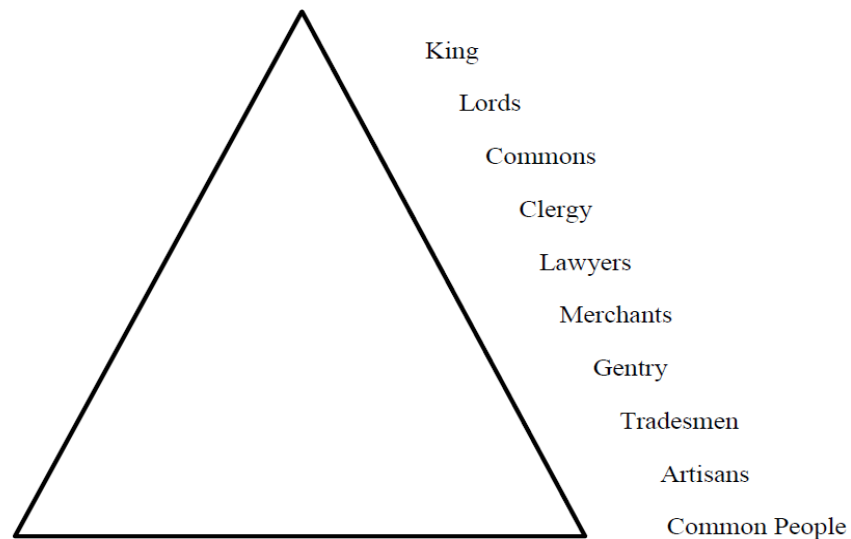 King
Lords
Commons
Clergy
Lawyers
Merchants
Gentry
Tradesmen
Artisans
Common People